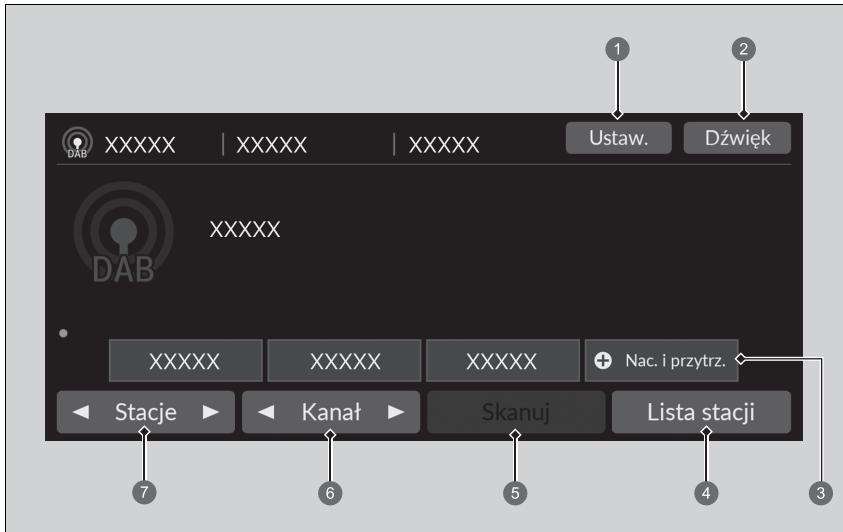 1 2
DAB XXXXX | XXXXX | XXXXX Ustaw. Dźwięk
XXXXX
DAB
XXXXX XXXXX XXXXX Nac. i przytrz.
◄ Stacje ► ◄ Kanał ► Skanuj Lista stacji
7 6 5 4 3